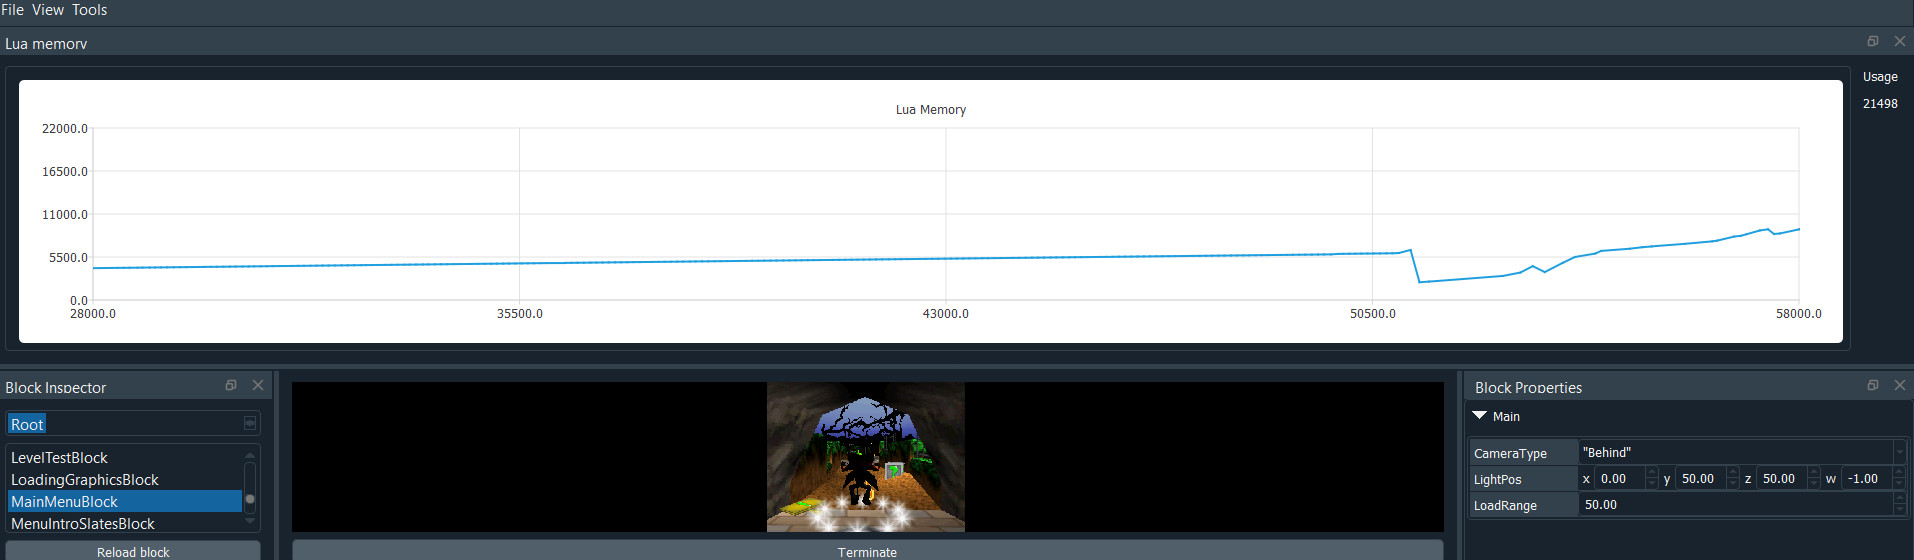 File View Tools
Lua memory
Usage
21498
Lua Memory
22000.0
16500.0
11000.0
5500.0
0.0
28000.0 35500.0 43000.0 50500.0 58000.0
Block Inspector
Root
LevelTestBlock
LoadingGraphicsBlock
MainMenuBlock
MenuIntroSlatesBlock
Reload block
Terminate
Block Properties
Main
CameraType "Behind"
LightPos x 0.00 y 50.00 z 50.00 w -1.00
LoadRange 50.00